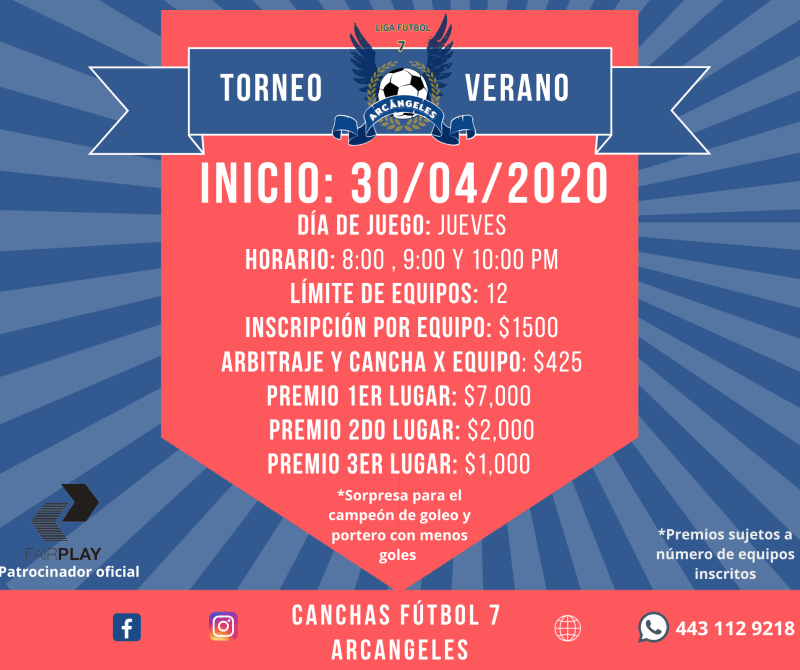 LIGA FUTBOL
7
TORNEO VERANO
ARCÁNGELES
INICIO: 30/04/2020
DÍA DE JUEGO: JUEVES
HORARIO: 8:00 , 9:00 Y 10:00 PM
LÍMITE DE EQUIPOS: 12
INSCRIPCIÓN POR EQUIPO: $1500
ARBITRAJE Y CANCHA X EQUIPO: $425
PREMIO 1ER LUGAR: $7,000
PREMIO 2DO LUGAR: $2,000
PREMIO 3ER LUGAR: $1,000
*Sorpresa para el
campeón de goleo y
portero con menos
goles
FAIRPLAY
Patrocinador oficial
*Premios sujetos a
número de equipos
inscritos
CANCHAS FÚTBOL 7
ARCANGELES
443 112 9218